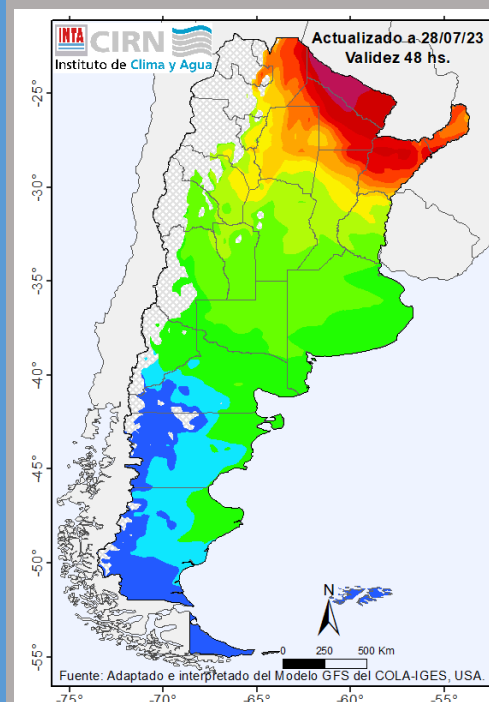 INTA CIRN
Instituto de Clima y Agua
Actualizado a 28/07/23
Validez 48 hs.
-25°
-30°
-35°
-40°
-45°
-50°
-55°
N
0 250 500 Km
Fuente: Adaptado e interpretado del Modelo GFS del COLA-IGES, USA.
-75° -70° -65° -60° -55°